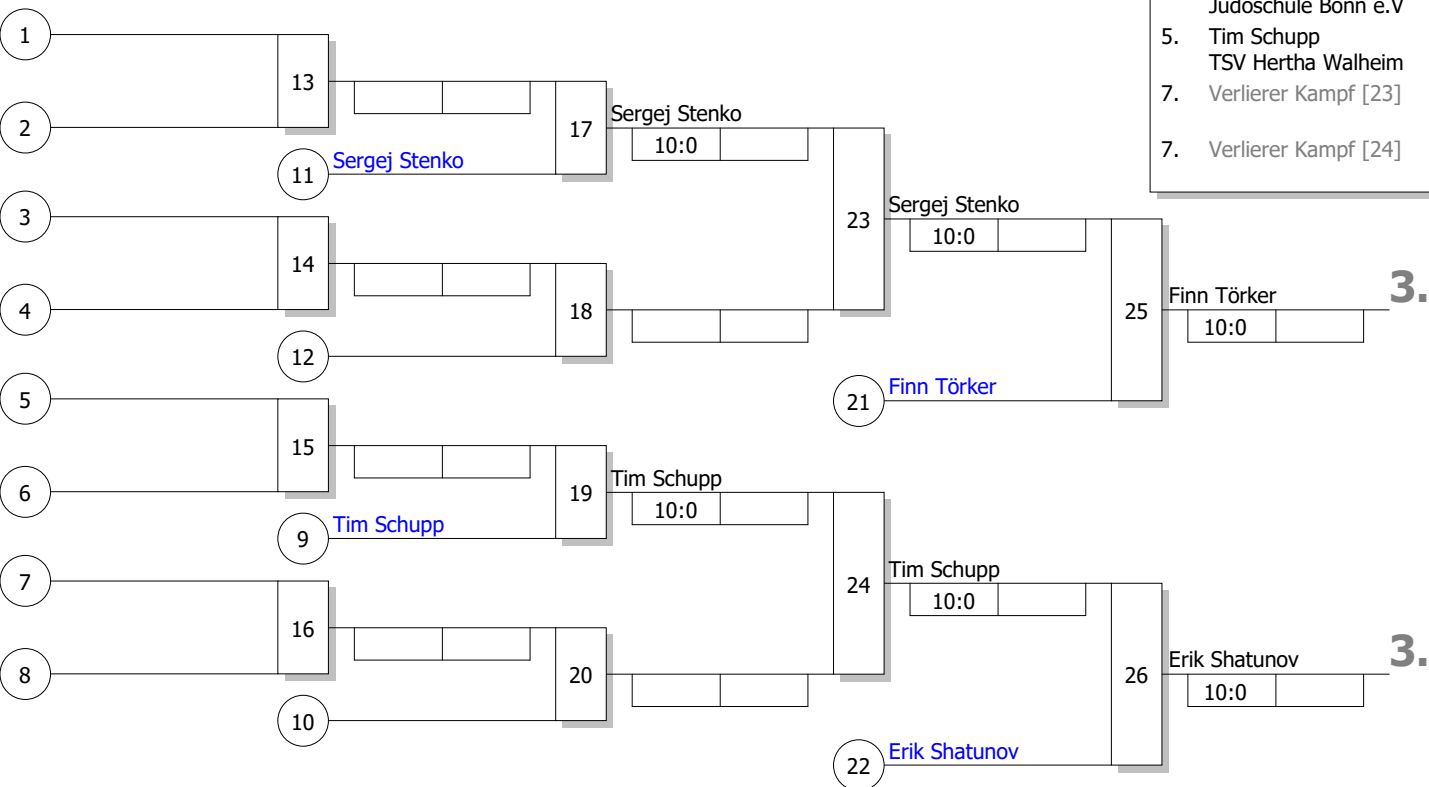 Judoschule Bonn e.V
5. Tim Schupp
TSV Hertha Walheim
7. Verlierer Kampf [23]
7. Verlierer Kampf [24]
1
13
2
17
Sergej Stenko
10:0
11
Sergej Stenko
3
14
4
18
12
23
Sergej Stenko
10:0
25
Finn Törker
10:0
3.
21
Finn Törker
5
15
6
19
Tim Schupp
10:0
9
Tim Schupp
7
16
8
20
10
24
Tim Schupp
10:0
26
Erik Shatunov
10:0
3.
22
Erik Shatunov